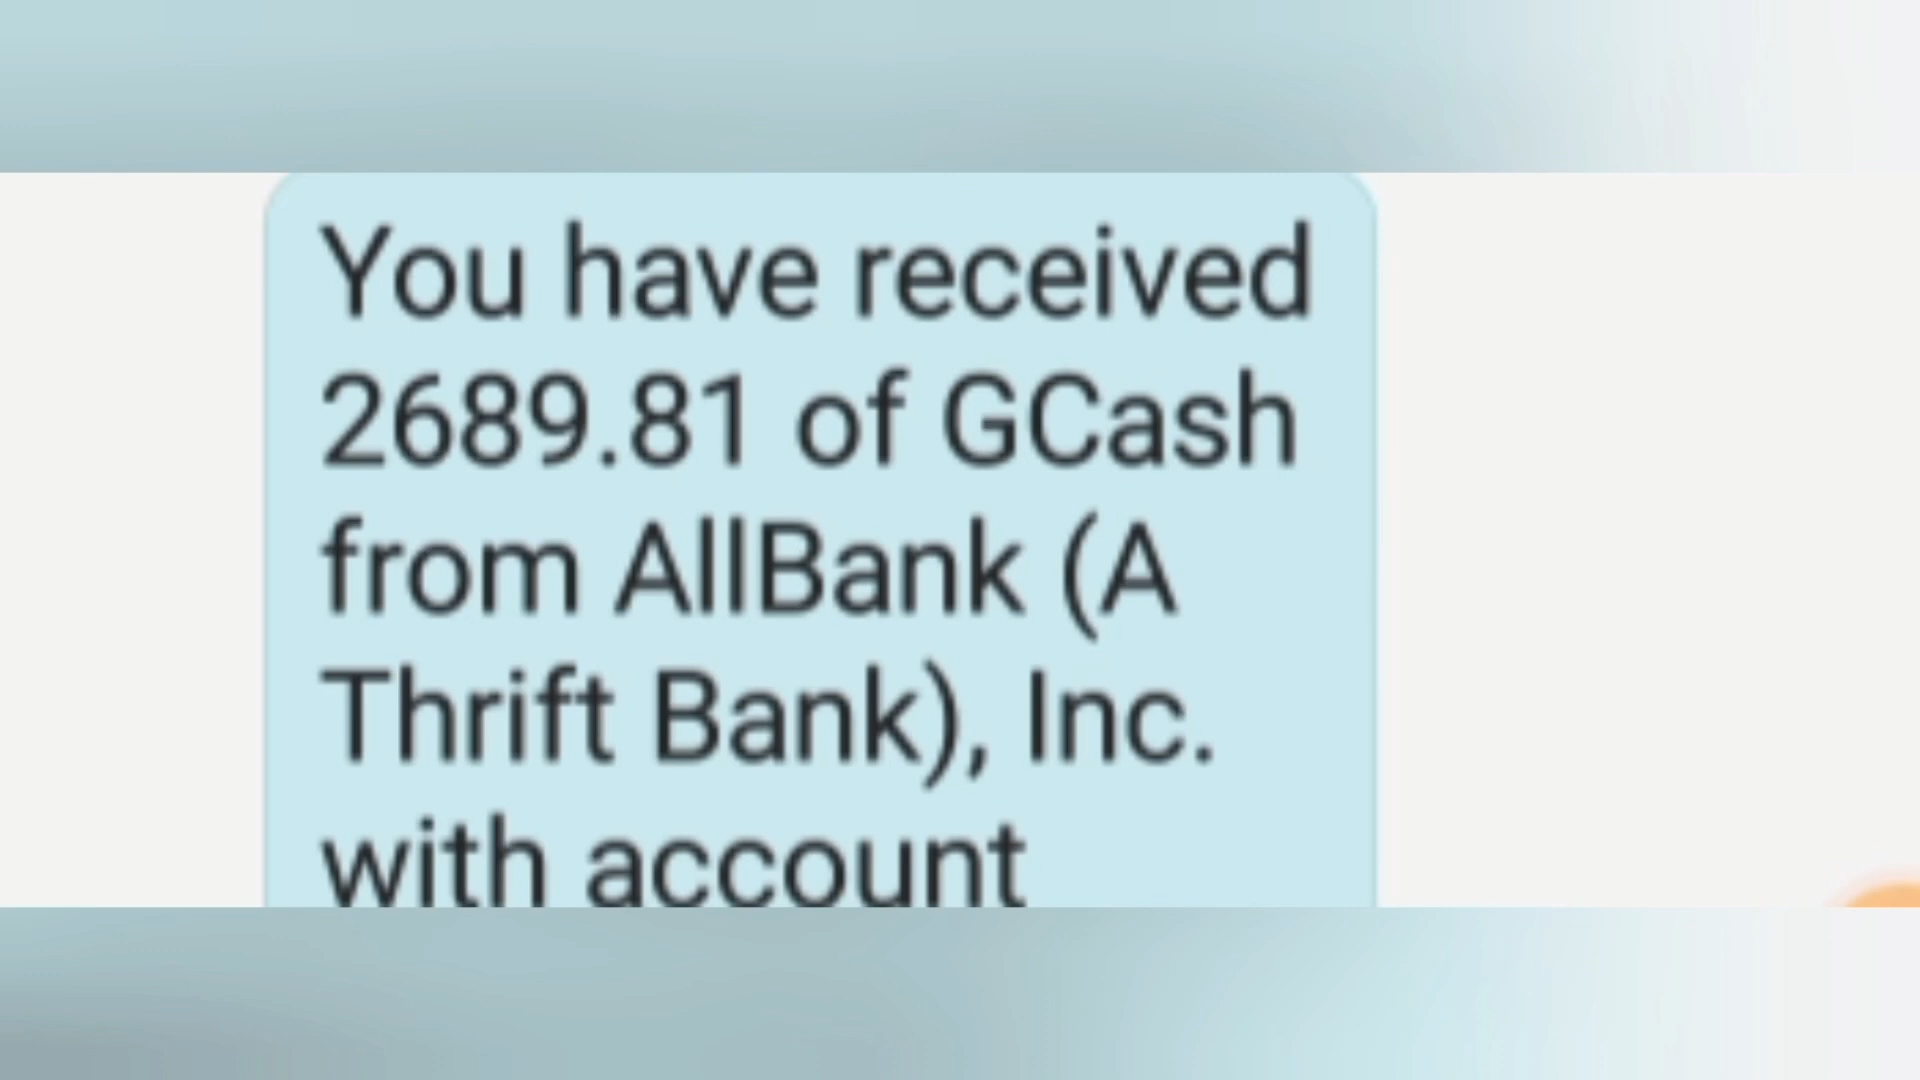 You have received
2689.81 of GCash
from AllBank (A
Thrift Bank), Inc.
with account